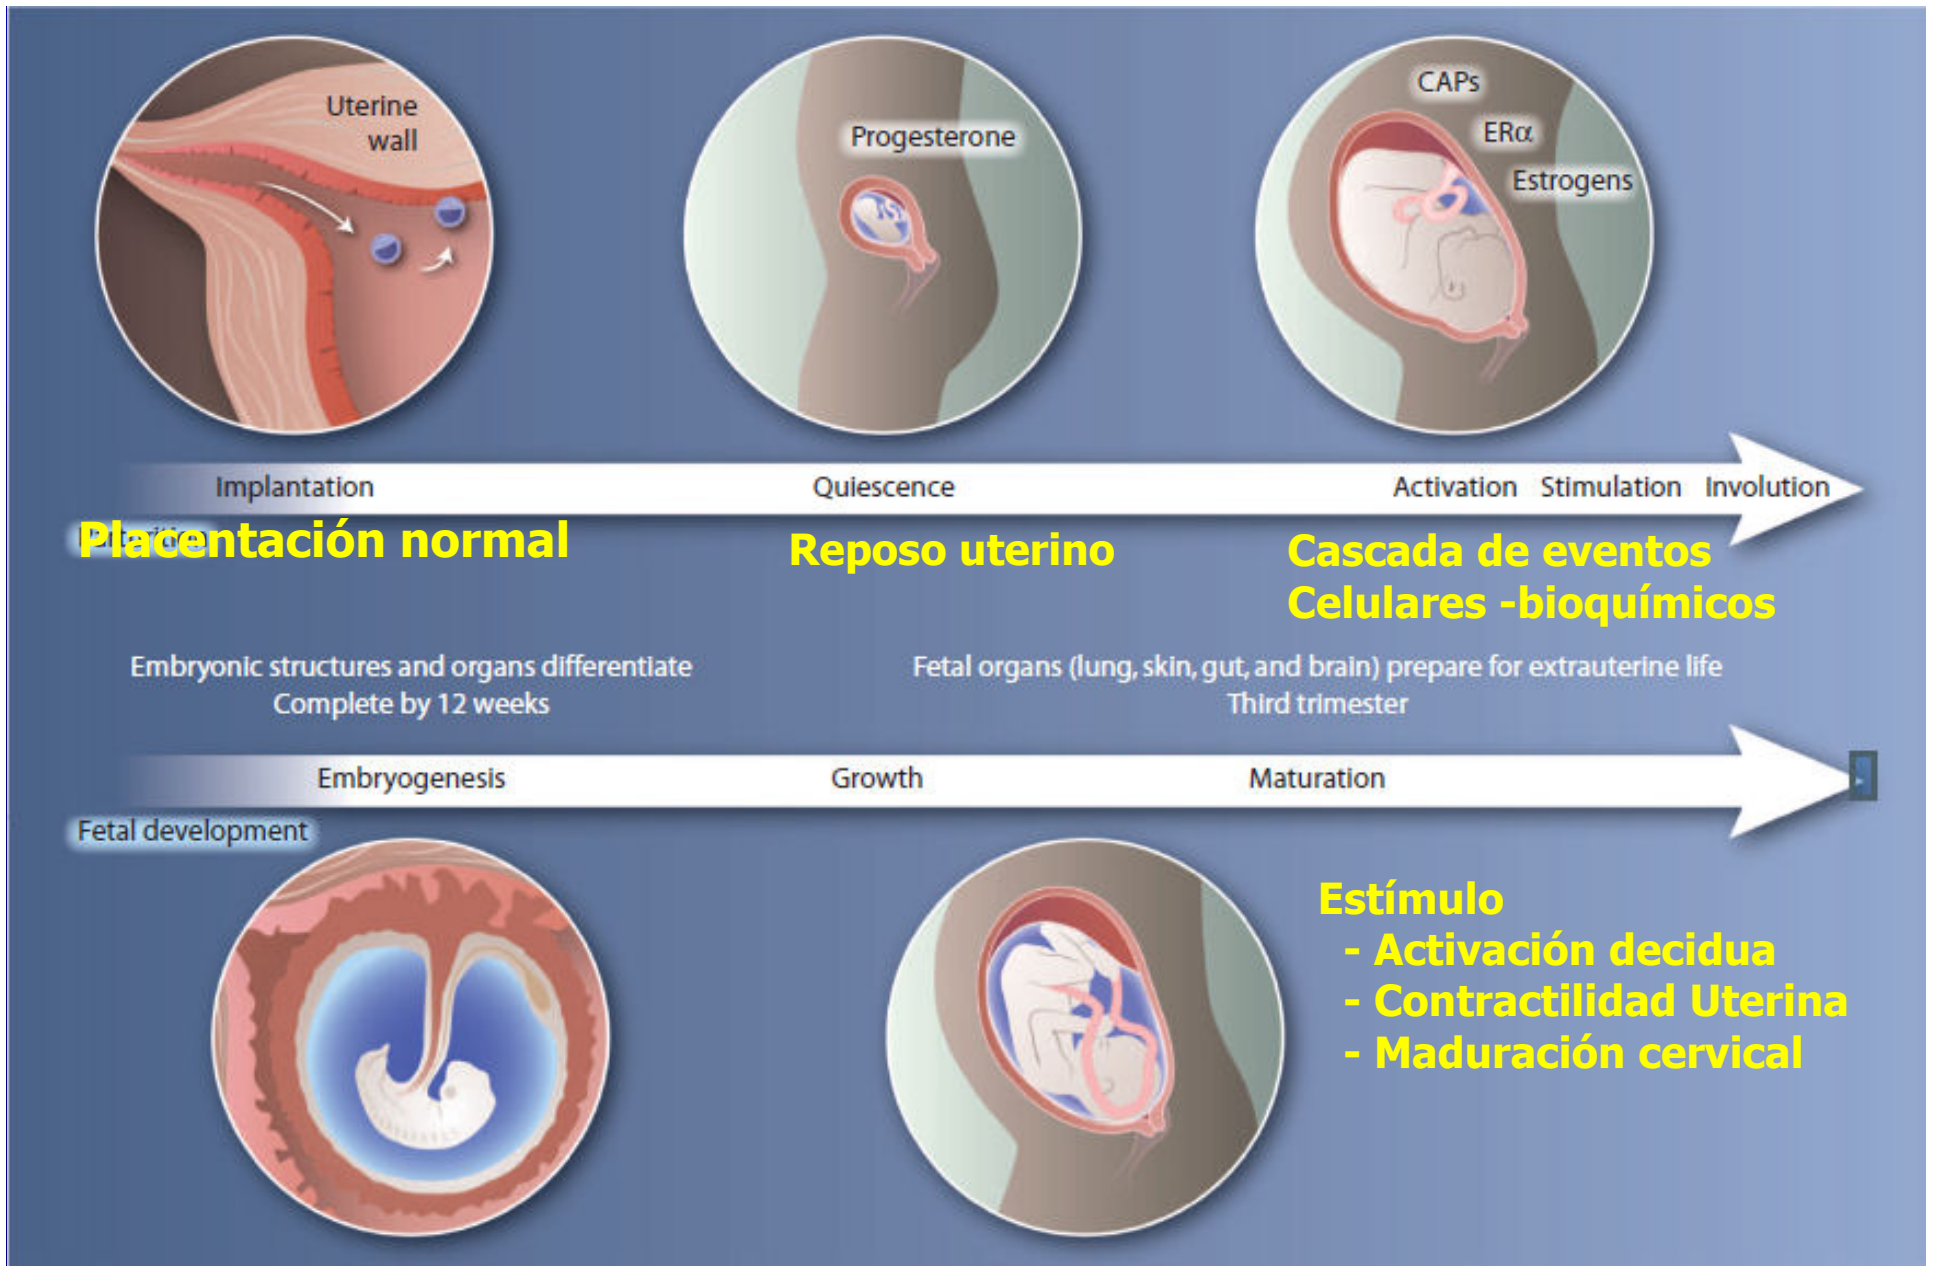 Uterine
wall
Progesterone
CAPs
ERα
Estrogens
Implantation
Quiescence
Activation Stimulation Involution
Placentación normal
Reposo uterino
Cascada de eventos
Celulares -bioquímicos
Embryonic structures and organs differentiate
Complete by 12 weeks
Fetal organs (lung, skin, gut, and brain) prepare for extrauterine life
Third trimester
Embryogenesis
Growth
Maturation
Fetal development
Estímulo
- Activación decidua
- Contractilidad Uterina
- Maduración cervical